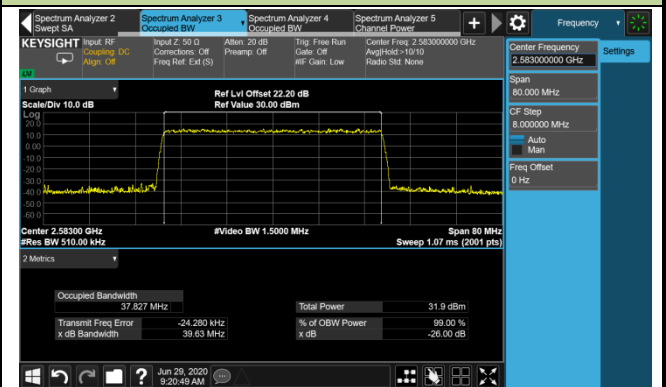 Spectrum Analyzer 2
Swept SA
Spectrum Analyzer 3
Occupied BW
Spectrum Analyzer 4
Occupied BW
Spectrum Analyzer 5
Channel Power
Frequency
KEYSIGHT
Input: RF
Coupling: DC
Align: Off
Input Z: 50 Ω
Corrections: Off
Freq Ref: Ext (S)
Atten: 20 dB
Preamp: Off
Trig: Free Run
Gate: Off
#IF Gain: Low
Center Freq: 2.583000000 GHz
Avg|Hold:>10/10
Radio Std: None
Center Frequency
2.583000000 GHz
Settings
Span
80.000 MHz
CF Step
8.000000 MHz
Auto
Man
Freq Offset
0 Hz
1 Graph
Scale/Div 10.0 dB
Ref Lvl Offset 22.20 dB
Ref Value 30.00 dBm
Log
20.0
10.0
0.00
-10.0
-20.0
-30.0
-40.0
-50.0
-60.0
Center 2.58300 GHz
#Res BW 510.00 kHz
#Video BW 1.5000 MHz
Span 80 MHz
Sweep 1.07 ms (2001 pts)
2 Metrics
Occupied Bandwidth
37.827 MHz
Total Power 31.9 dBm
Transmit Freq Error -24.280 kHz
% of OBW Power 99.00 %
x dB Bandwidth 39.63 MHz
x dB -26.00 dB
?
Jun 29, 2020
9:20:49 AM